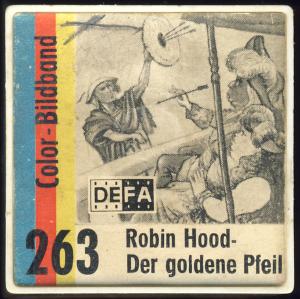 Color-Bildband
DEFA
263
Robin Hood-
Der goldene Pfeil